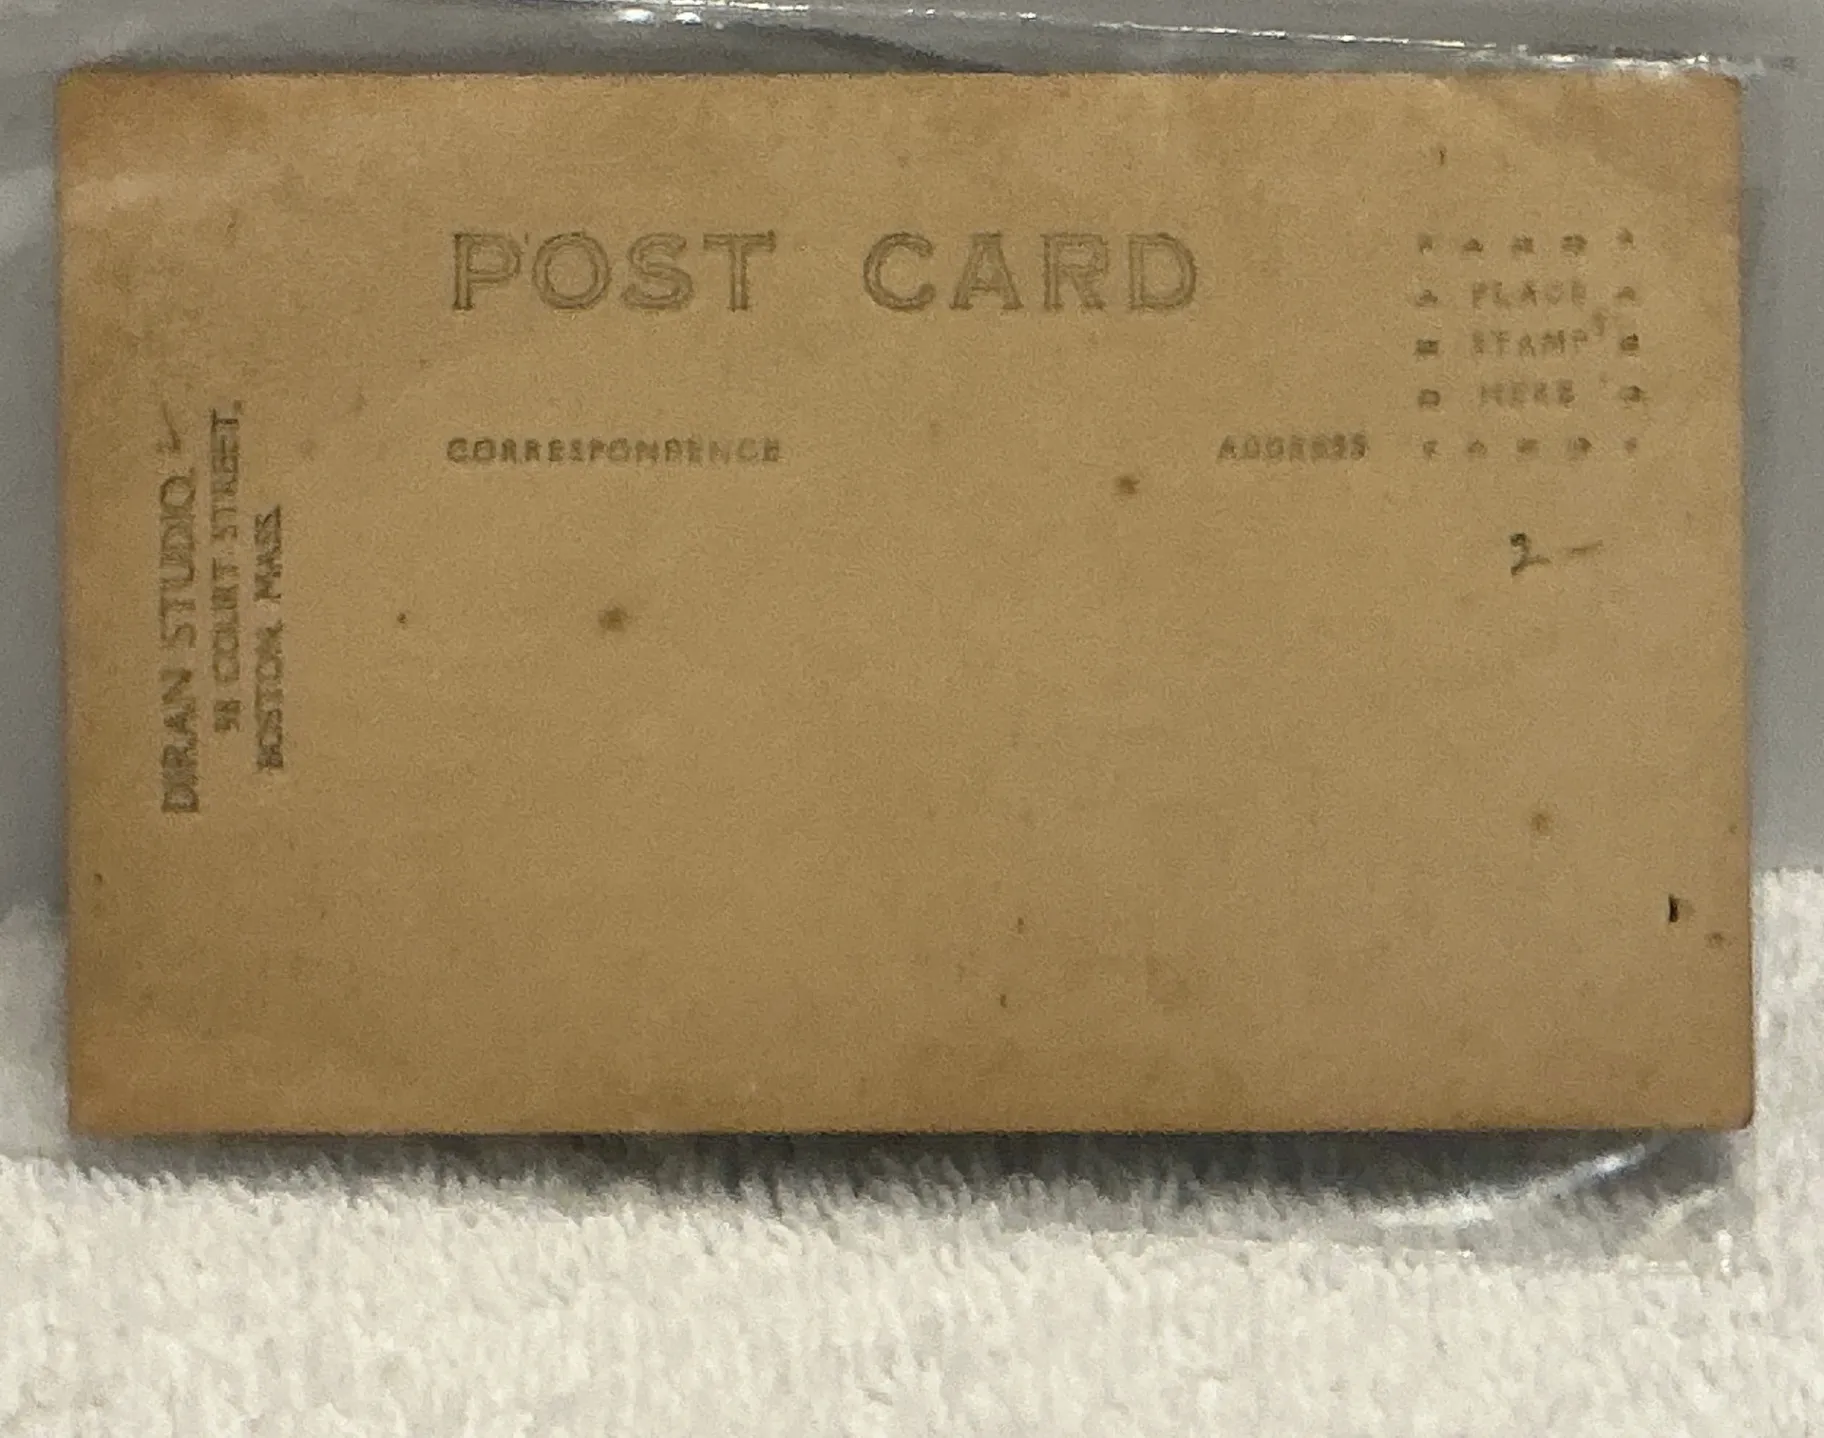 POST CARD
PLACE
STAMP
HERE
CORRESPONDENCE
ADDRESS
2 -
DIRAN STUDIO
COURT STREET.
BOSTON, MASS.